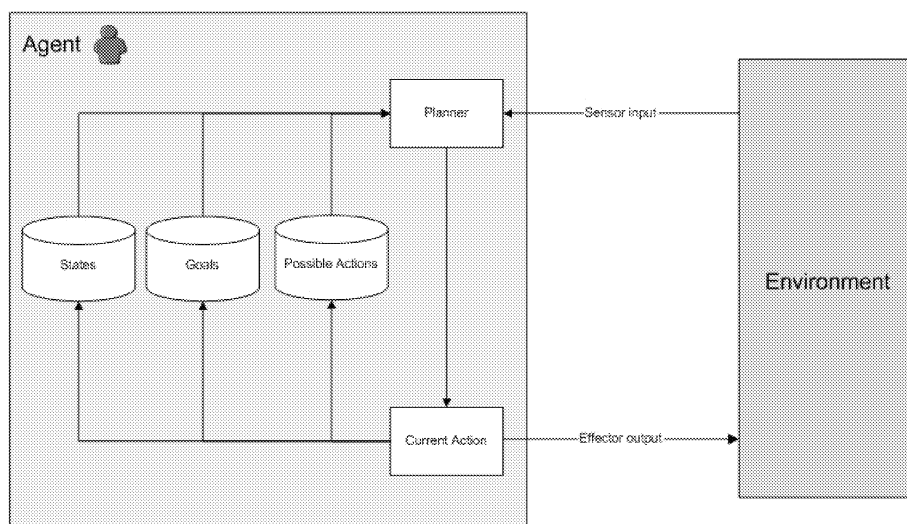 Agent
Planner
Sensor input
States
Goals
Possible Actions
Environment
Current Action
Effector output